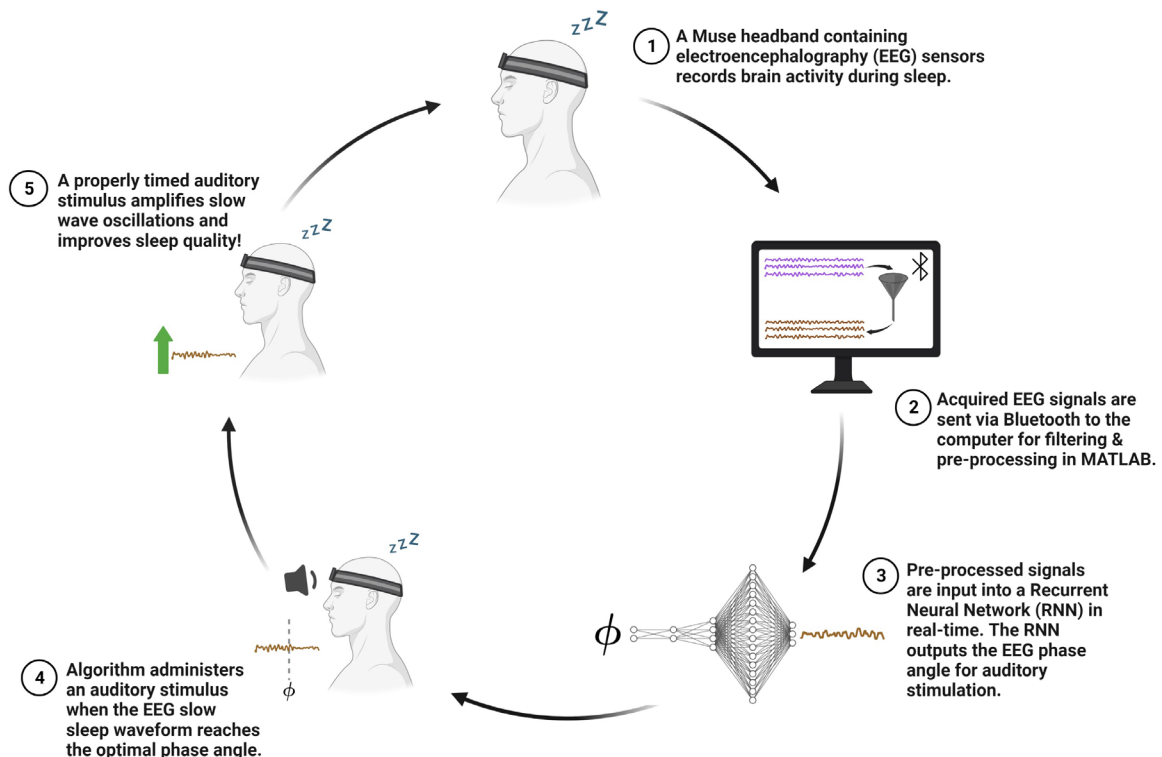 zzZ
1
A Muse headband containing
electroencephalography (EEG) sensors
records brain activity during sleep.
2
Acquired EEG signals are
sent via Bluetooth to the
computer for filtering &
pre-processing in MATLAB.
3
Pre-processed signals
are input into a Recurrent
Neural Network (RNN) in
real-time. The RNN
outputs the EEG phase
angle for auditory
stimulation.
ϕ
zzZ
ϕ
4
Algorithm administers
an auditory stimulus
when the EEG slow
sleep waveform reaches
the optimal phase angle.
5
A properly timed auditory
stimulus amplifies slow
wave oscillations and
improves sleep quality!
zzZ